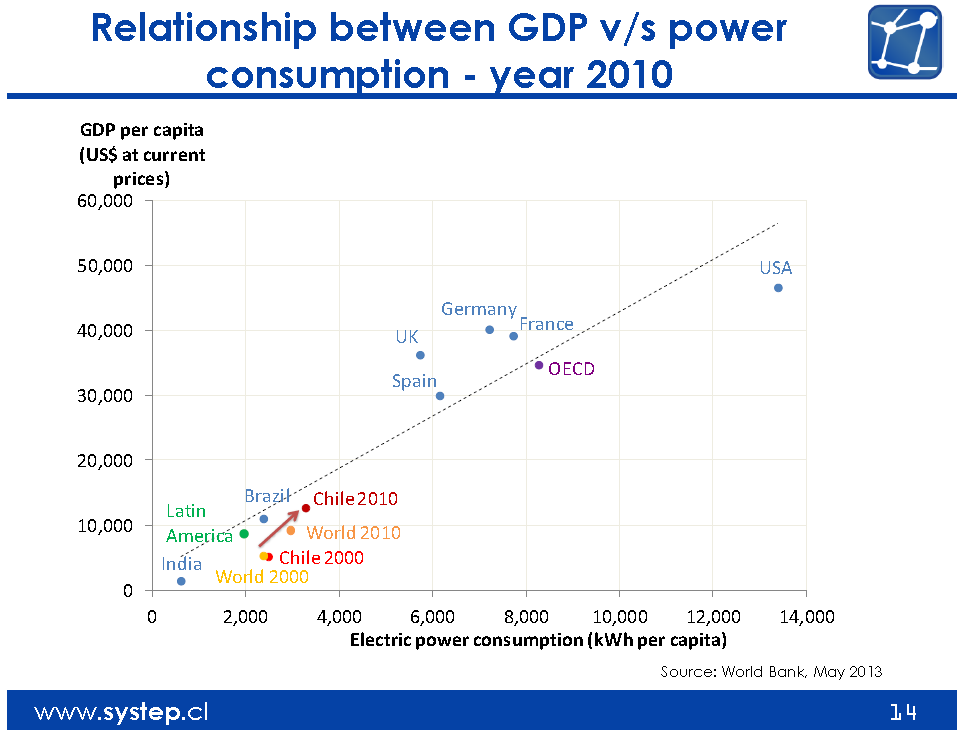 Relationship between GDP v/s power
consumption - year 2010
GDP per capita
(US$ at current
prices)
60,000
50,000
40,000
30,000
20,000
10,000
0
USA
Germany
France
UK
OECD
Spain
Brazil
Chile 2010
Latin
America
World 2010
Chile 2000
India
World 2000
0
2,000
4,000
6,000
8,000
10,000
12,000
14,000
Electric power consumption (kWh per capita)
Source: World Bank, May 2013
www.systep.cl
14